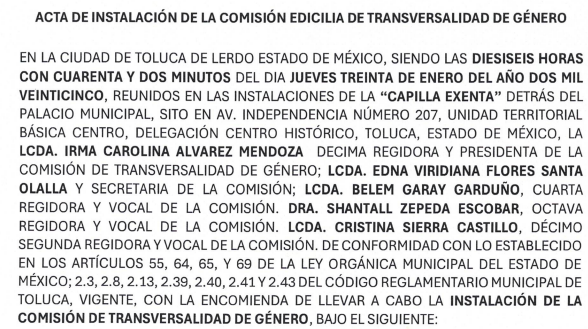 ACTA DE INSTALACIÓN DE LA COMISIÓN EDICILIA DE TRANSVERSALIDAD DE GÉNERO
EN LA CIUDAD DE TOLUCA DE LERDO ESTADO DE MÉXICO, SIENDO LAS DIESISEIS HORAS
CON CUARENTA Y DOS MINUTOS DEL DIA JUEVES TREINTA DE ENERO DEL AÑO DOS MIL
VEINTICINCO, REUNIDOS EN LAS INSTALACIONES DE LA “CAPILLA EXENTA” DETRÁS DEL
PALACIO MUNICIPAL, SITO EN AV. INDEPENDENCIA NÚMERO 207, UNIDAD TERRITORIAL
BÁSICA CENTRO, DELEGACIÓN CENTRO HISTÓRICO, TOLUCA, ESTADO DE MÉXICO, LA
LCDA. IRMA CAROLINA ALVAREZ MENDOZA DECIMA REGIDORA Y PRESIDENTA DE LA
COMISIÓN DE TRANSVERSALIDAD DE GÉNERO; LCDA. EDNA VIRIDIANA FLORES SANTA
OLALLA Y SECRETARIA DE LA COMISIÓN; LCDA. BELEM GARAY GARDUÑO, CUARTA
REGIDORA Y VOCAL DE LA COMISIÓN. DRA. SHANTALL ZEPEDA ESCOBAR, OCTAVA
REGIDORA Y VOCAL DE LA COMISIÓN. LCDA. CRISTINA SIERRA CASTILLO, DÉCIMO
SEGUNDA REGIDORA Y VOCAL DE LA COMISIÓN. DE CONFORMIDAD CON LO ESTABLECIDO
EN LOS ARTÍCULOS 55, 64, 65, Y 69 DE LA LEY ORGÁNICA MUNICIPAL DEL ESTADO DE
MÉXICO; 2.3, 2.8, 2.13, 2.39, 2.40, 2.41 Y 2.43 DEL CÓDIGO REGLAMENTARIO MUNICIPAL DE
TOLUCA, VIGENTE, CON LA ENCOMIENDA DE LLEVAR A CABO LA INSTALACIÓN DE LA
COMISIÓN DE TRANSVERSALIDAD DE GÉNERO, BAJO EL SIGUIENTE: